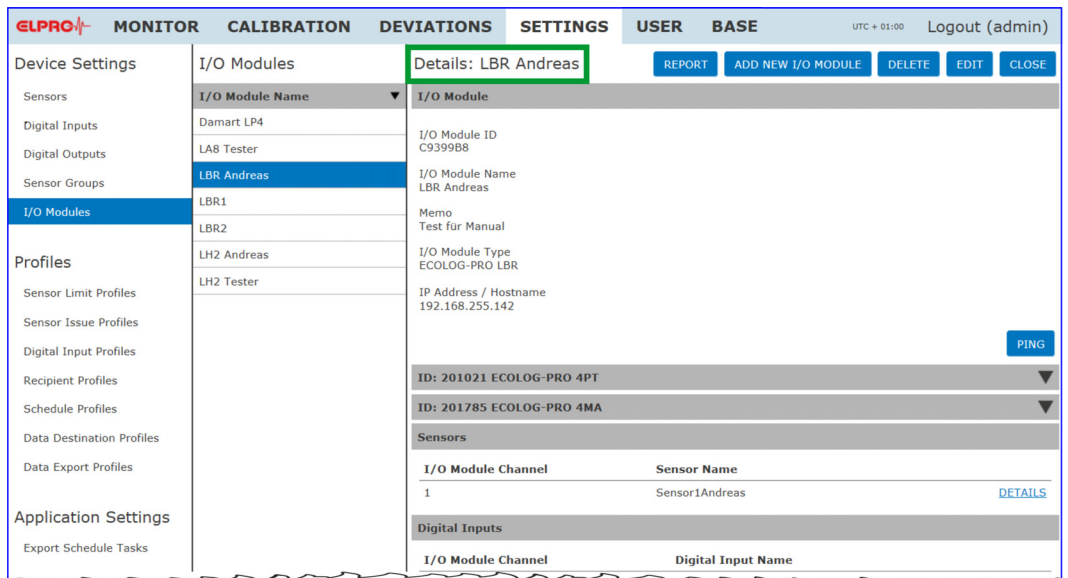 ELPRO MONITOR CALIBRATION DEVIATIONS SETTINGS USER BASE UTC + 01:00 Logout (admin)
Device Settings
Sensors
Digital Inputs
Digital Outputs
Sensor Groups
I/O Modules
Profiles
Sensor Limit Profiles
Sensor Issue Profiles
Digital Input Profiles
Recipient Profiles
Schedule Profiles
Data Destination Profiles
Data Export Profiles
Application Settings
Export Schedule Tasks
I/O Modules
I/O Module Name
Damart LP4
LA8 Tester
LBR Andreas
LBR1
LBR2
LH2 Andreas
LH2 Tester
Details: LBR Andreas REPORT ADD NEW I/O MODULE DELETE EDIT CLOSE
I/O Module
I/O Module ID
C9399B8
I/O Module Name
LBR Andreas
Memo
Test für Manual
I/O Module Type
ECOLOG-PRO LBR
IP Address / Hostname
192.168.255.142
PING
ID: 201021 ECOLOG-PRO 4PT
ID: 201785 ECOLOG-PRO 4MA
Sensors
I/O Module Channel Sensor Name
1 Sensor1Andreas DETAILS
Digital Inputs
I/O Module Channel Digital Input Name